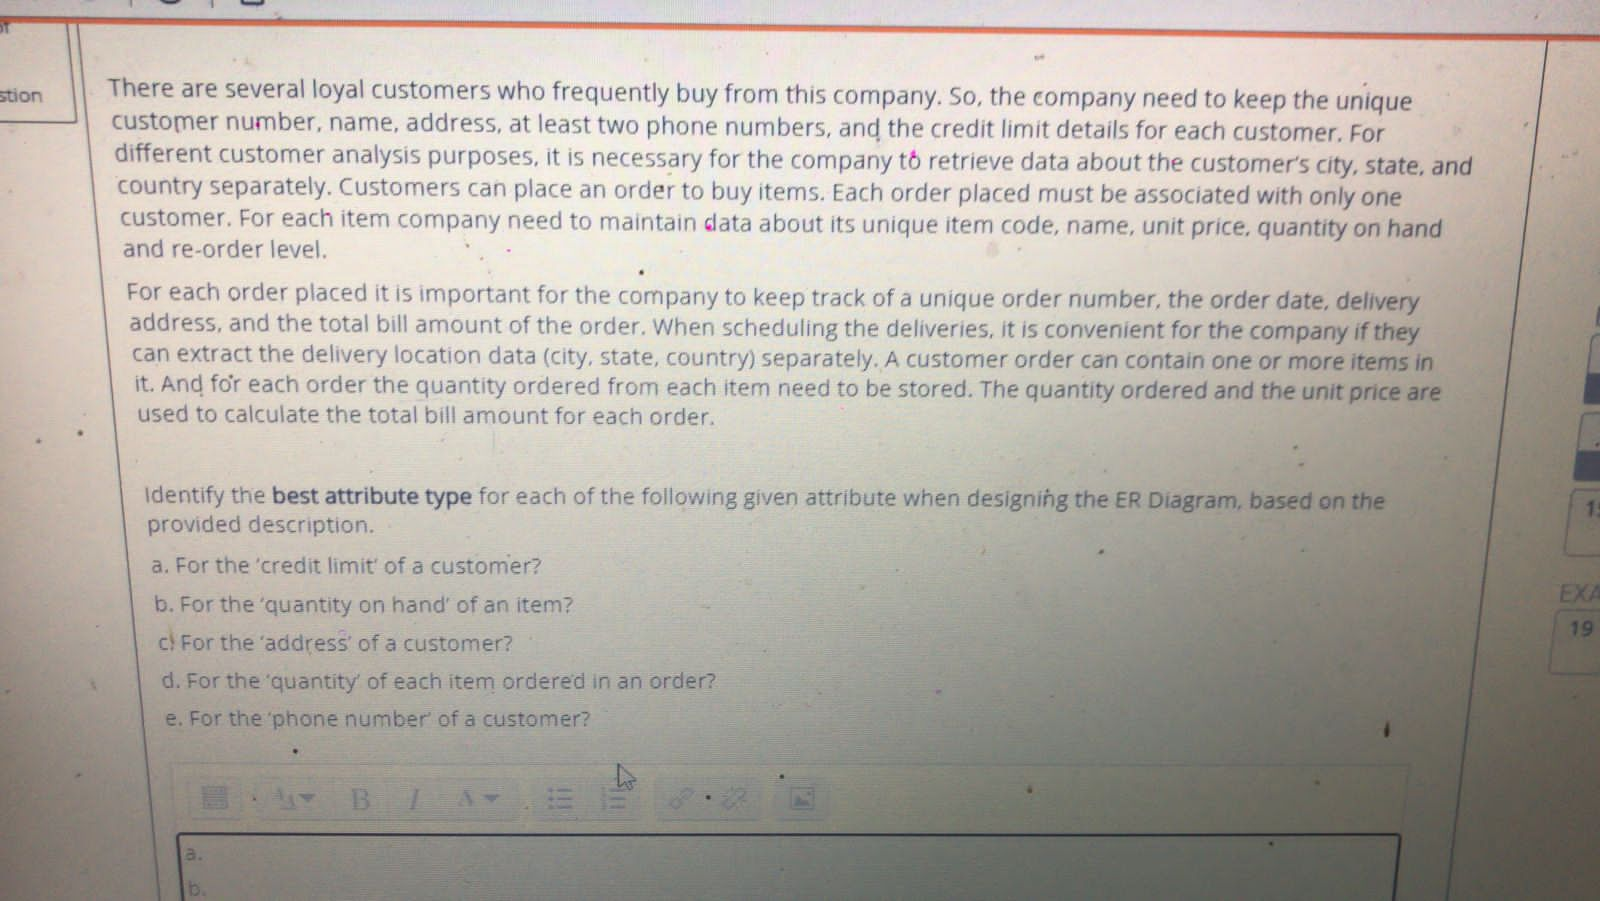 stion
There are several loyal customers who frequently buy from this company. So, the company need to keep the unique
customer number, name, address, at least two phone numbers, and the credit limit details for each customer. For
different customer analysis purposes, it is necessary for the company to retrieve data about the customer's city, state, and
country separately. Customers can place an order to buy items. Each order placed must be associated with only one
customer. For each item company need to maintain data about its unique item code, name, unit price, quantity on hand
and re-order level.
For each order placed it is important for the company to keep track of a unique order number, the order date, delivery
address, and the total bill amount of the order. When scheduling the deliveries, it is convenient for the company if they
can extract the delivery location data (city, state, country) separately. A customer order can contain one or more items in
it. And for each order the quantity ordered from each item need to be stored. The quantity ordered and the unit price are
used to calculate the total bill amount for each order.
Identify the best attribute type for each of the following given attribute when designing the ER Diagram, based on the
provided description.
a. For the 'credit limit' of a customer?
b. For the 'quantity on hand' of an item?
c. For the 'address' of a customer?
d. For the 'quantity' of each item ordered in an order?
e. For the 'phone number' of a customer?
B I A
a.
b.
EXA
19